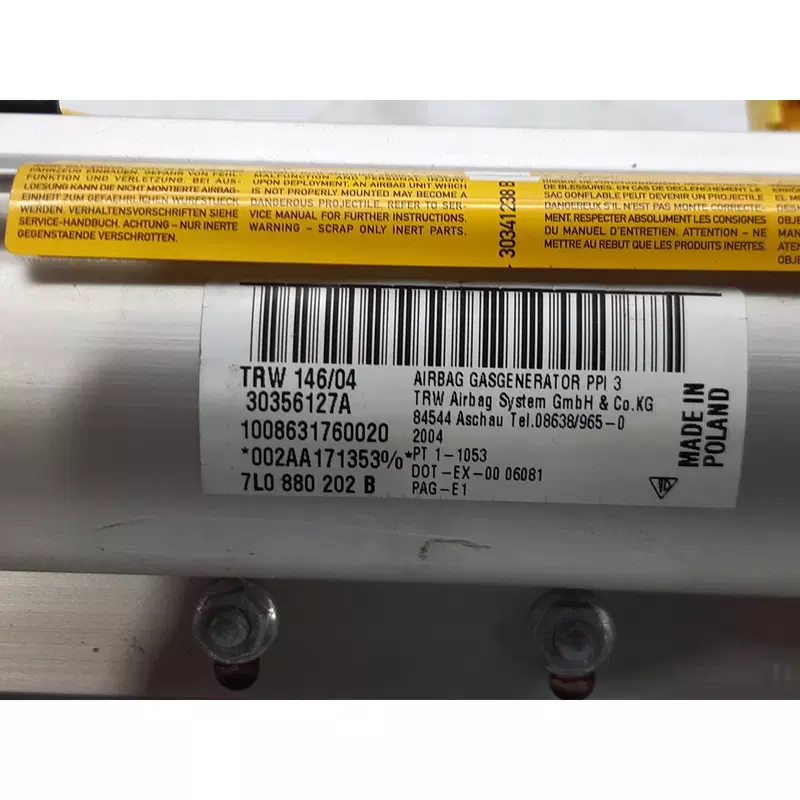 FAHRZEUG EINBAUEN. GEFAHR VON FEHL-
FUNKTION UND VERLETZUNG. BEI AUS-
LOESUNG KANN DIE NICHT MONTIERTE AIRBAG-
EINHEIT ZUM GEFAEHRLICHEN WURFSTUECK
WERDEN. VERHALTENSVORSCHRIFTEN SIEHE
SERVICE-HANDBUCH. ACHTUNG - NUR INERTE
GEGENSTAENDE VERSCHROTTEN.
UPON DEPLOYMENT, AN AIRBAG UNIT WHICH
IS NOT PROPERLY MOUNTED MAY BECOME A
DANGEROUS PROJECTILE. REFER TO SER-
VICE MANUAL FOR FURTHER INSTRUCTIONS.
WARNING - SCRAP ONLY INERT PARTS.
30341238 B
DE BLESSURES. EN CAS DE DECLENCHEMENT LE
SAC GONFLABLE PEUT DEVENIR UN PROJECTILE
DANGEREUX S'IL N'EST PAS MONTE CORRECTE-
MENT. RESPECTER ABSOLUMENT LES CONSIGNES
DU MANUEL D'ENTRETIEN. ATTENTION - NE
METTRE AU REBUT QUE LES PRODUITS INERTES.
TRW 146/04
30356127A
1008631760020
*002AA171353%*
7L0 880 202 B
AIRBAG GASGENERATOR PPI 3
TRW Airbag System GmbH & Co.KG
84544 Aschau Tel.08638/965-0
2004
PT 1-1053
DOT-EX-00 06081
PAG-E1
MADE IN
POLAND